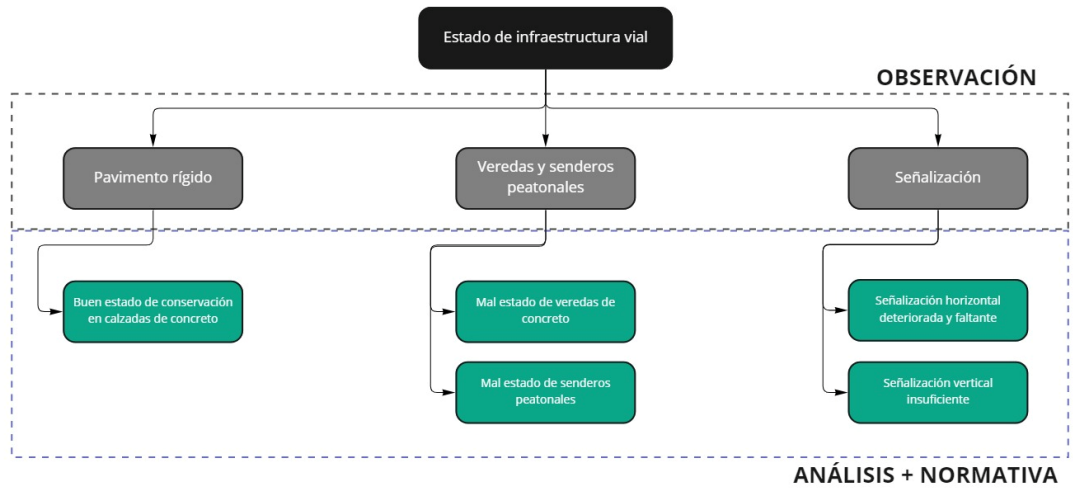 Estado de infraestructura vial
OBSERVACIÓN
Pavimento rígido
Veredas y senderos
peatonales
Señalización
Buen estado de conservación
en calzadas de concreto
Mal estado de veredas de
concreto
Señalización horizontal
deteriorada y faltante
Mal estado de senderos
peatonales
Señalización vertical
insuficiente
ANÁLISIS + NORMATIVA